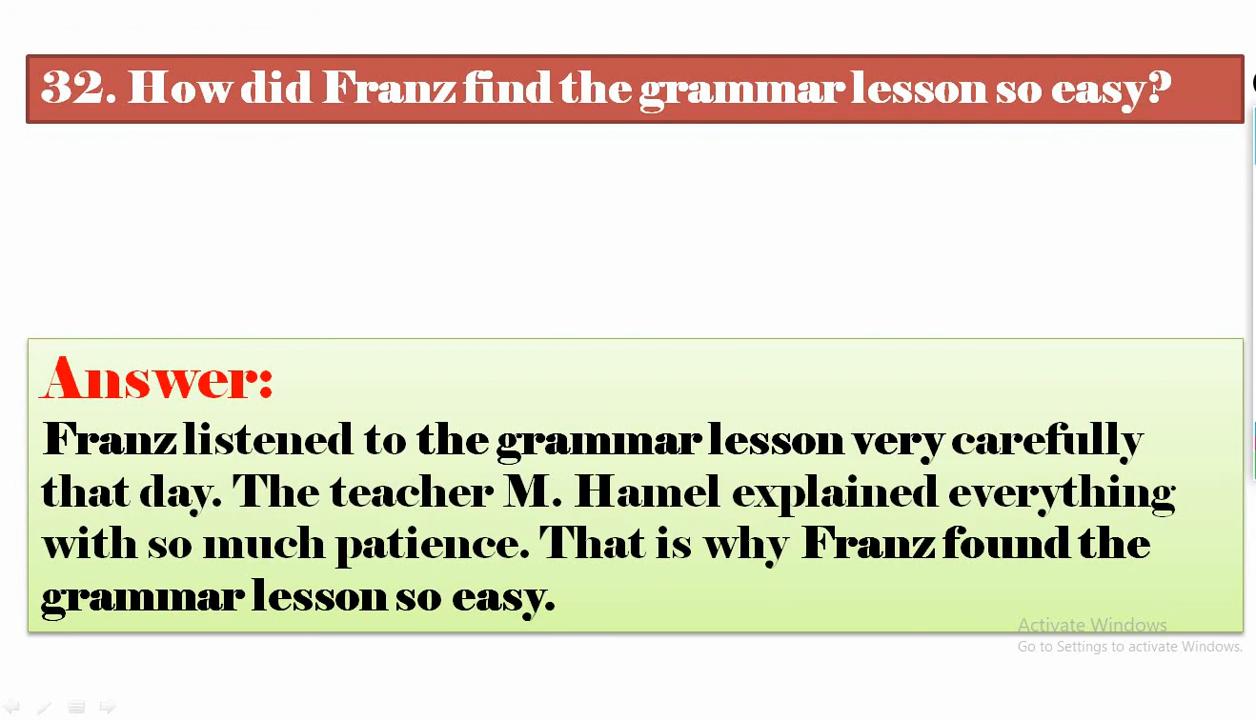 32. How did Franz find the grammar lesson so easy?
Answer:
Franz listened to the grammar lesson very carefully
that day. The teacher M. Hamel explained everything
with so much patience. That is why Franz found the
grammar lesson so easy.
Activate Windows
Go to Settings to activate Windows.